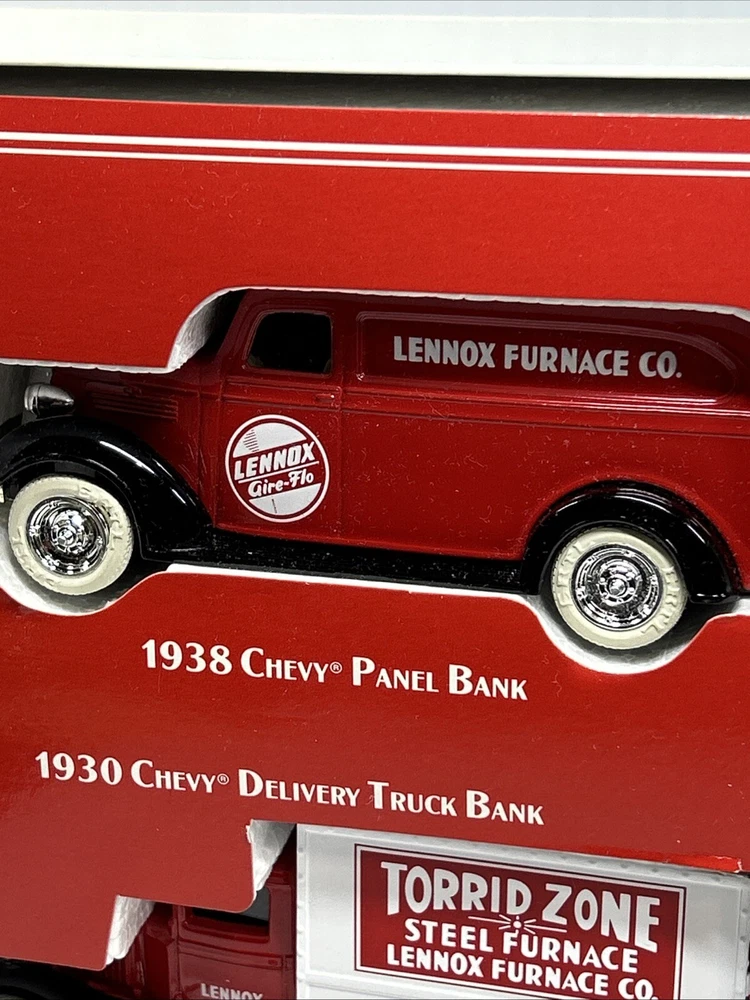 LENNOX FURNACE CO.
LENNOX
Aire-Flo
1938 CHEVY® PANEL BANK
1930 CHEVY® DELIVERY TRUCK BANK
TORRID ZONE
STEEL FURNACE
LENNOX FURNACE CO.
LENNOX